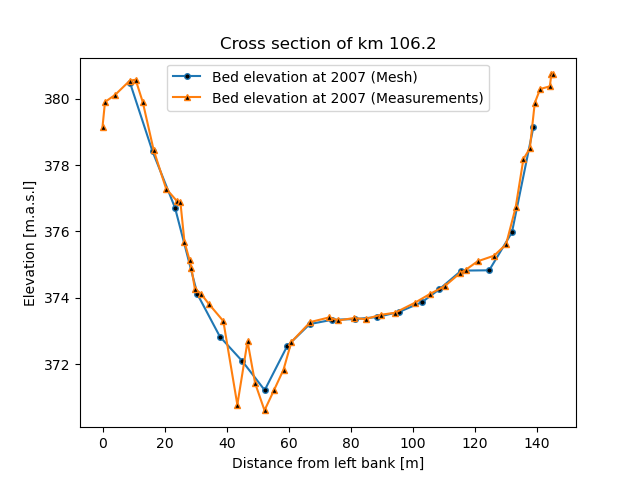 Cross section of km 106.2
Bed elevation at 2007 (Mesh)
Bed elevation at 2007 (Measurements)
Elevation [m.a.s.l]
380
378
376
374
372
0 20 40 60 80 100 120 140
Distance from left bank [m]